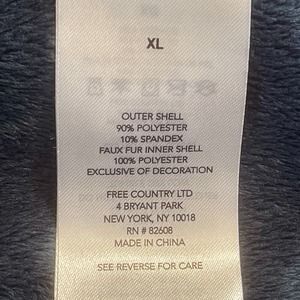 XL
OUTER SHELL
90% POLYESTER
10% SPANDEX
FAUX FUR INNER SHELL
100% POLYESTER
EXCLUSIVE OF DECORATION
FREE COUNTRY LTD
4 BRYANT PARK
NEW YORK, NY 10018
RN # 82608
MADE IN CHINA
SEE REVERSE FOR CARE